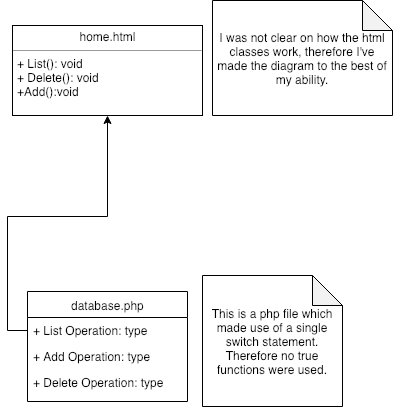 home.html
+ List(): void
+ Delete(): void
+Add():void
I was not clear on how the html
classes work, therefore I've
made the diagram to the best of
my ability.
database.php
+ List Operation: type
+ Add Operation: type
+ Delete Operation: type
This is a php file which
made use of a single
switch statement.
Therefore no true
functions were used.